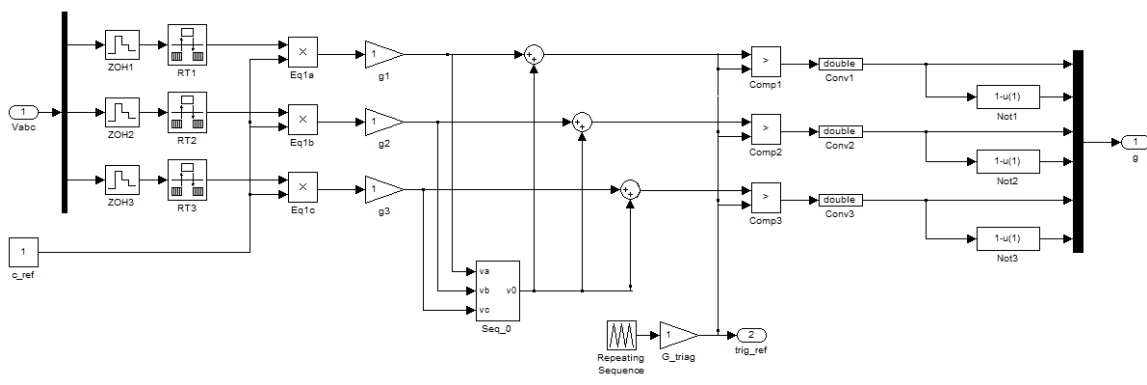 1
Vabc
ZOH1
RT1
×
Eq1a
1
g1
++
>
Comp1
double
Conv1
1-u(1)
Not1
ZOH2
RT2
×
Eq1b
1
g2
++
>
Comp2
double
Conv2
1-u(1)
Not2
ZOH3
RT3
×
Eq1c
1
g3
++
>
Comp3
double
Conv3
1-u(1)
Not3
1
g
1
c_ref
va
vb
vc
v0
Seq_0
Repeating
Sequence
1
G_triag
2
trig_ref